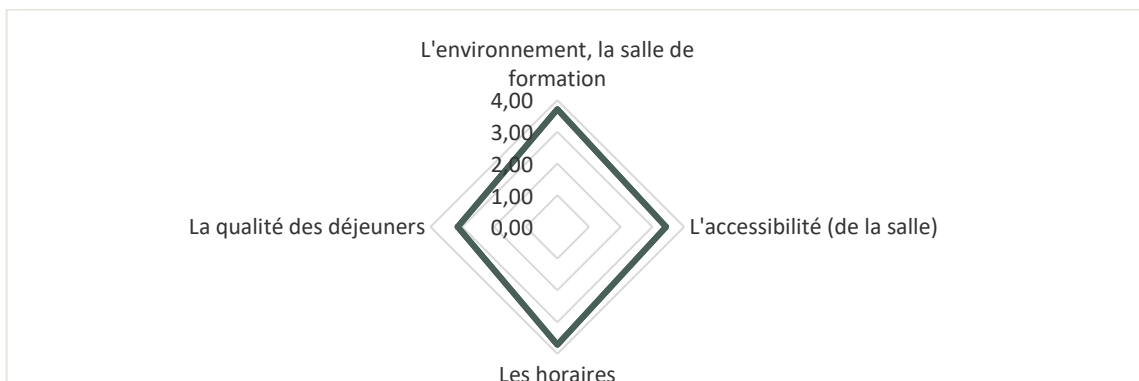 L'environnement, la salle de
formation
4,00
3,00
2,00
1,00
0,00
La qualité des déjeuners
L'accessibilité (de la salle)
Les horaires